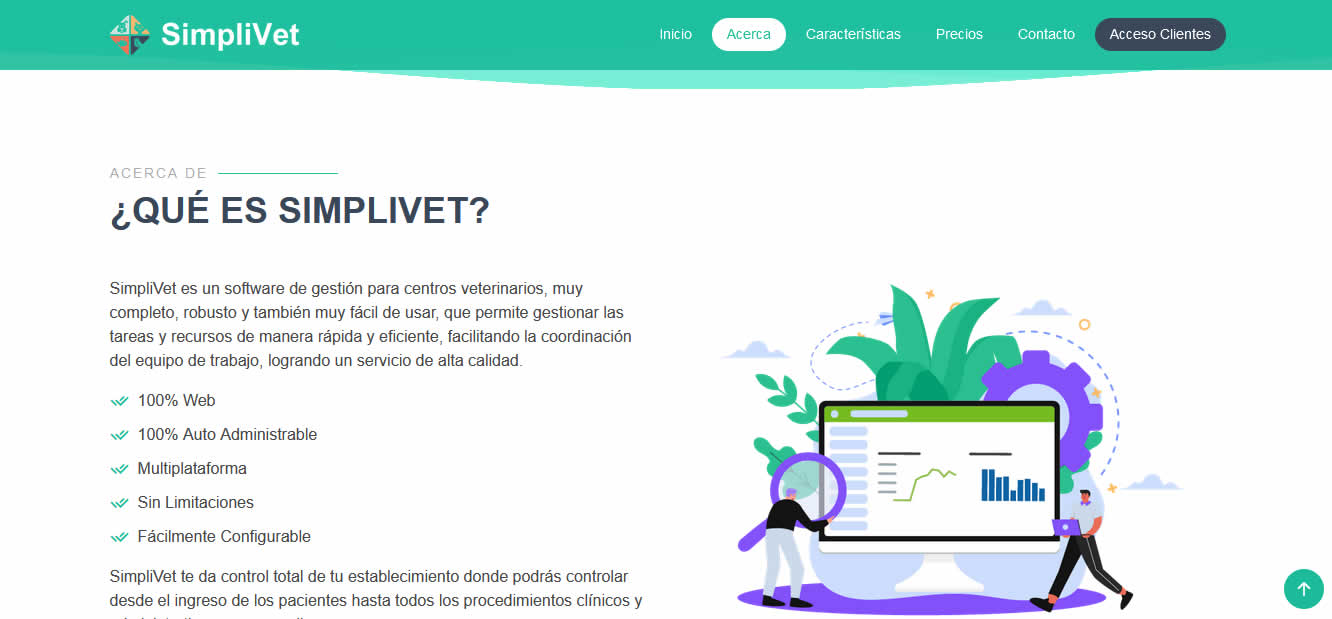 SimpliVet
Inicio
Acerca
Características
Precios
Contacto
Acceso Clientes
ACERCA DE
¿QUÉ ES SIMPLIVET?
SimpliVet es un software de gestión para centros veterinarios, muy
completo, robusto y también muy fácil de usar, que permite gestionar las
tareas y recursos de manera rápida y eficiente, facilitando la coordinación
del equipo de trabajo, logrando un servicio de alta calidad.
100% Web
100% Auto Administrable
Multiplataforma
Sin Limitaciones
Fácilmente Configurable
SimpliVet te da control total de tu establecimiento donde podrás controlar
desde el ingreso de los pacientes hasta todos los procedimientos clínicos y